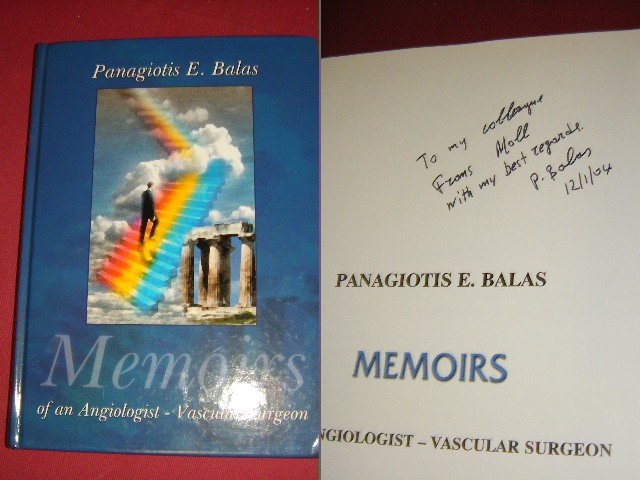 Panagiotis E. Balas
Memoirs
of an Angiologist - Vascular Surgeon
To my colleague
Frans Moll
with my best regards.
P. Balas
12/1/04
PANAGIOTIS E. BALAS
MEMOIRS
NGIOLOGIST – VASCULAR SURGEON